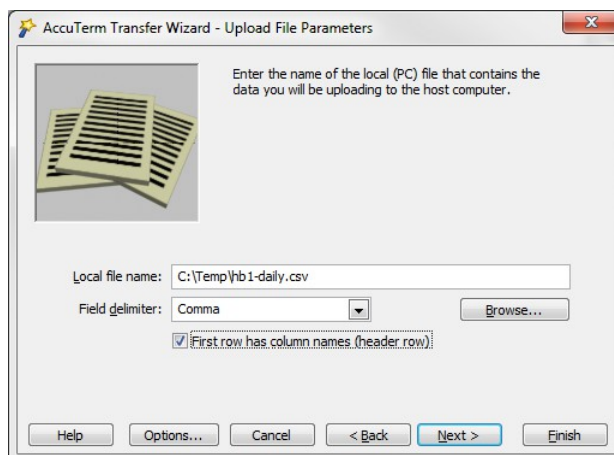 AccuTerm Transfer Wizard - Upload File Parameters
Enter the name of the local (PC) file that contains the
data you will be uploading to the host computer.
Local file name: C:\Temp\hb1-daily.csv
Field delimiter: Comma Browse...
First row has column names (header row)
Help Options... Cancel < Back Next > Finish